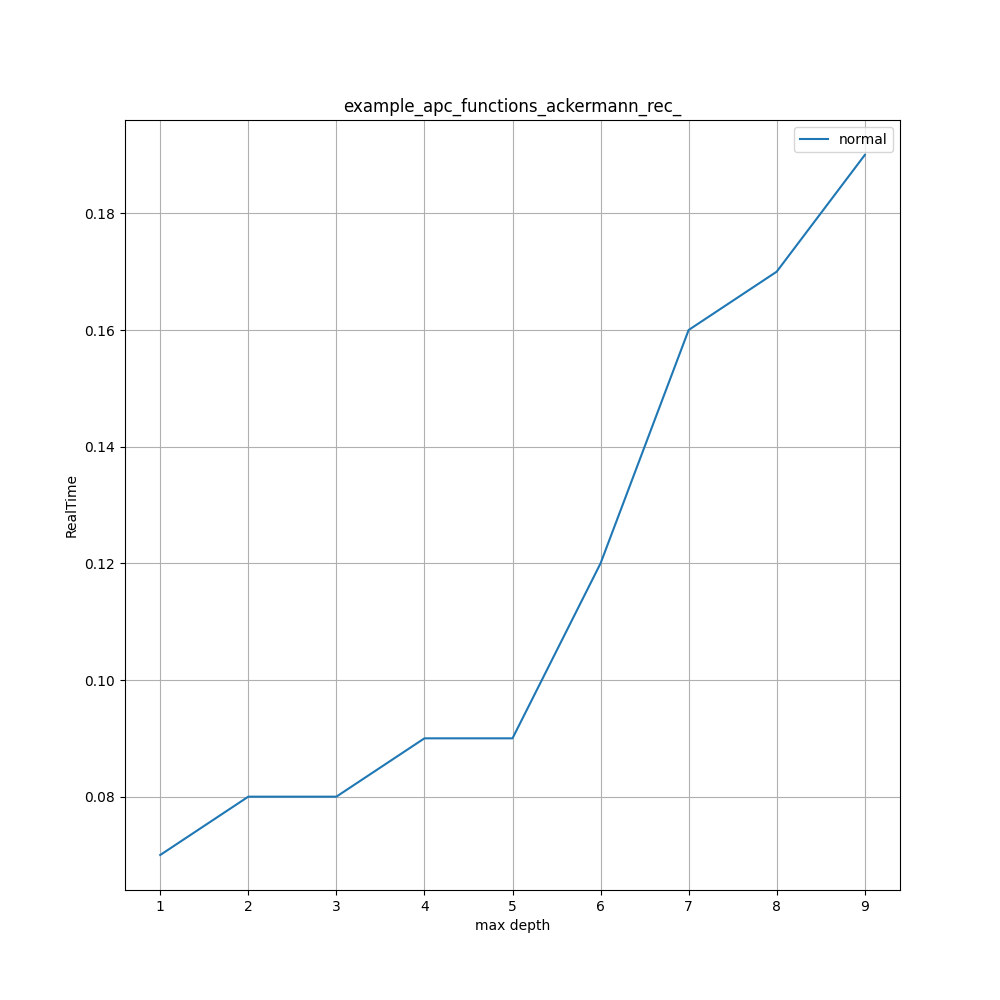 example_apc_functions_ackermann_rec_
normal
0.18
0.16
0.14
0.12
0.10
0.08
RealTime
1 2 3 4 5 6 7 8 9
max depth